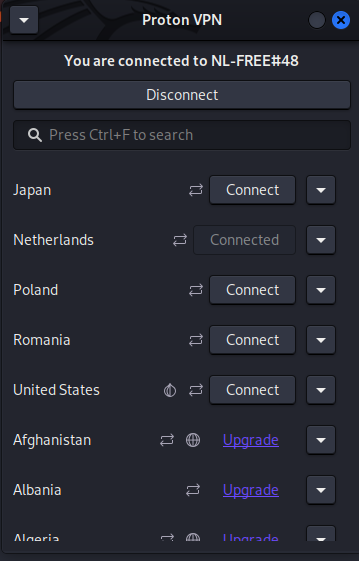 Proton VPN
You are connected to NL-FREE#48
Disconnect
Press Ctrl+F to search
Japan Connect
Netherlands Connected
Poland Connect
Romania Connect
United States Connect
Afghanistan Upgrade
Albania Upgrade
Algeria Upgrade